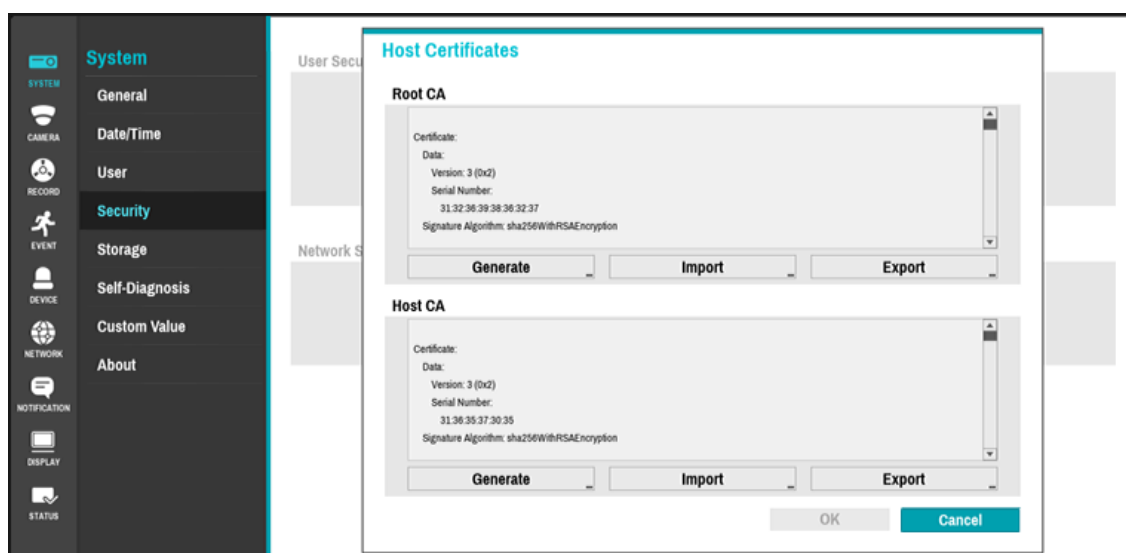 SYSTEM
CAMERA
RECORD
EVENT
DEVICE
NETWORK
NOTIFICATION
DISPLAY
STATUS
System
General
Date/Time
User
Security
Storage
Self-Diagnosis
Custom Value
About
User Secu
Network S
Host Certificates
Root CA
Certificate:
Data:
Version: 3 (0x2)
Serial Number:
31:32:36:39:38:36:32:37
Signature Algorithm: sha256WithRSAEncryption
Generate Import Export
Host CA
Certificate:
Data:
Version: 3 (0x2)
Serial Number:
31:36:35:37:30:35
Signature Algorithm: sha256WithRSAEncryption
Generate Import Export
OK Cancel